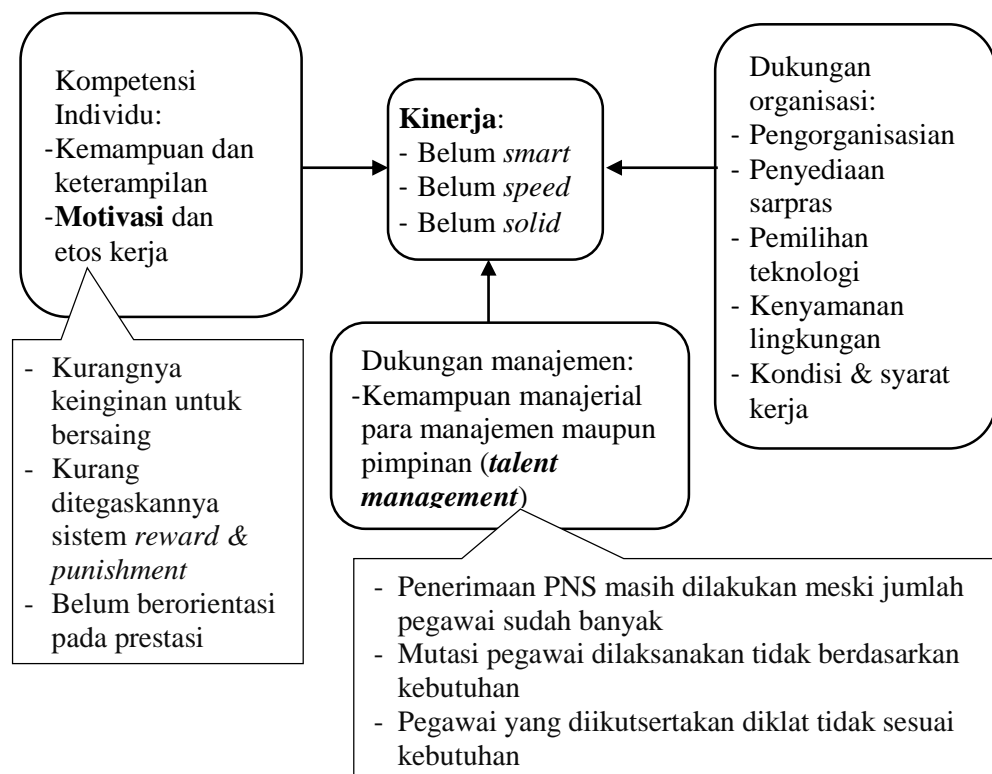 Kompetensi
Individu:
-Kemampuan dan
keterampilan
-Motivasi dan
etos kerja
Kinerja:
- Belum smart
- Belum speed
- Belum solid
Dukungan
organisasi:
- Pengorganisasian
- Penyediaan
sarpras
- Pemilihan
teknologi
- Kenyamanan
lingkungan
- Kondisi & syarat
kerja
- Kurangnya
keinginan untuk
bersaing
- Kurang
ditegaskannya
sistem reward &
punishment
- Belum berorientasi
pada prestasi
Dukungan manajemen:
-Kemampuan manajerial
para manajemen maupun
pimpinan (talent
management)
- Penerimaan PNS masih dilakukan meski jumlah
pegawai sudah banyak
- Mutasi pegawai dilaksanakan tidak berdasarkan
kebutuhan
- Pegawai yang diikutsertakan diklat tidak sesuai
kebutuhan